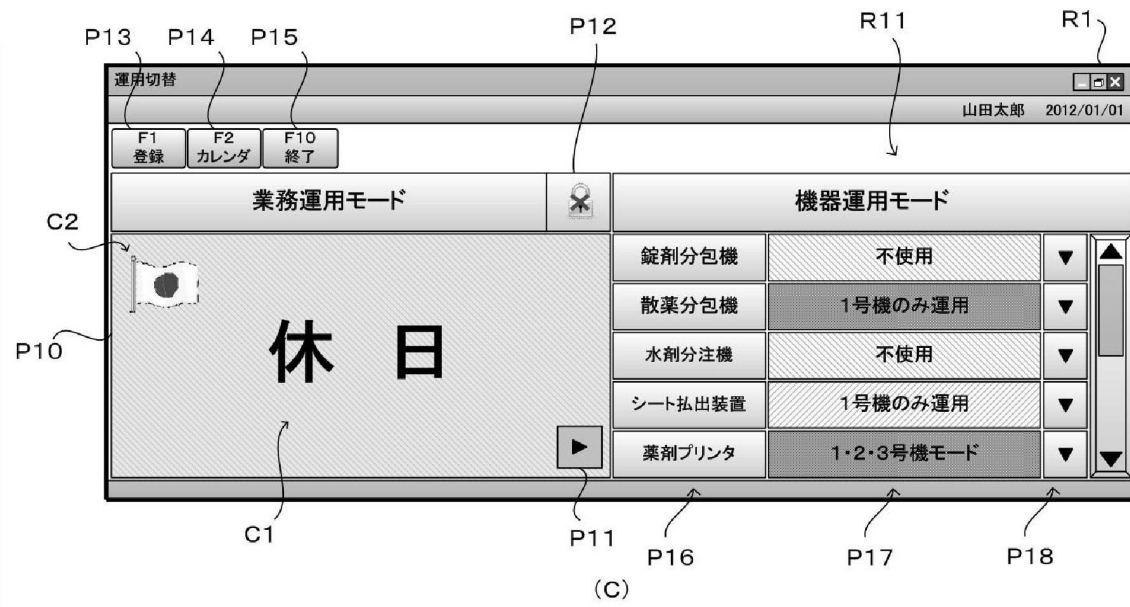 R11
R1
P12
P13 P14 P15
運用切替
山田太郎 2012/01/01
F1 F2 F10
登録 カレンダ 終了
業務運用モード 機器運用モード
C2
錠剤分包機 不使用 ▼
散薬分包機 1号機のみ運用 ▼
P10
休 日
水剤分注機 不使用 ▼
シート払出装置 1号機のみ運用 ▼
薬剤プリンタ 1・2・3号機モード ▼
C1
P11
P16 P17 P18
(C)